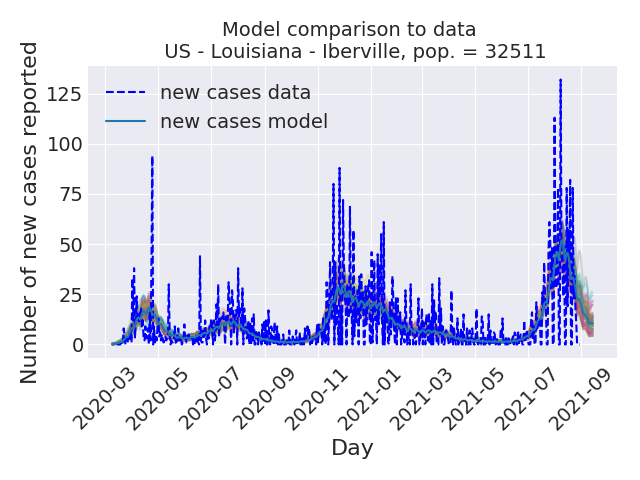 Model comparison to data
US - Louisiana - Iberville, pop. = 32511
Number of new cases reported
125
100
75
50
25
0
new cases data
new cases model
2020-03
2020-05
2020-07
2020-09
2020-11
2021-01
2021-03
2021-05
2021-07
2021-09
Day